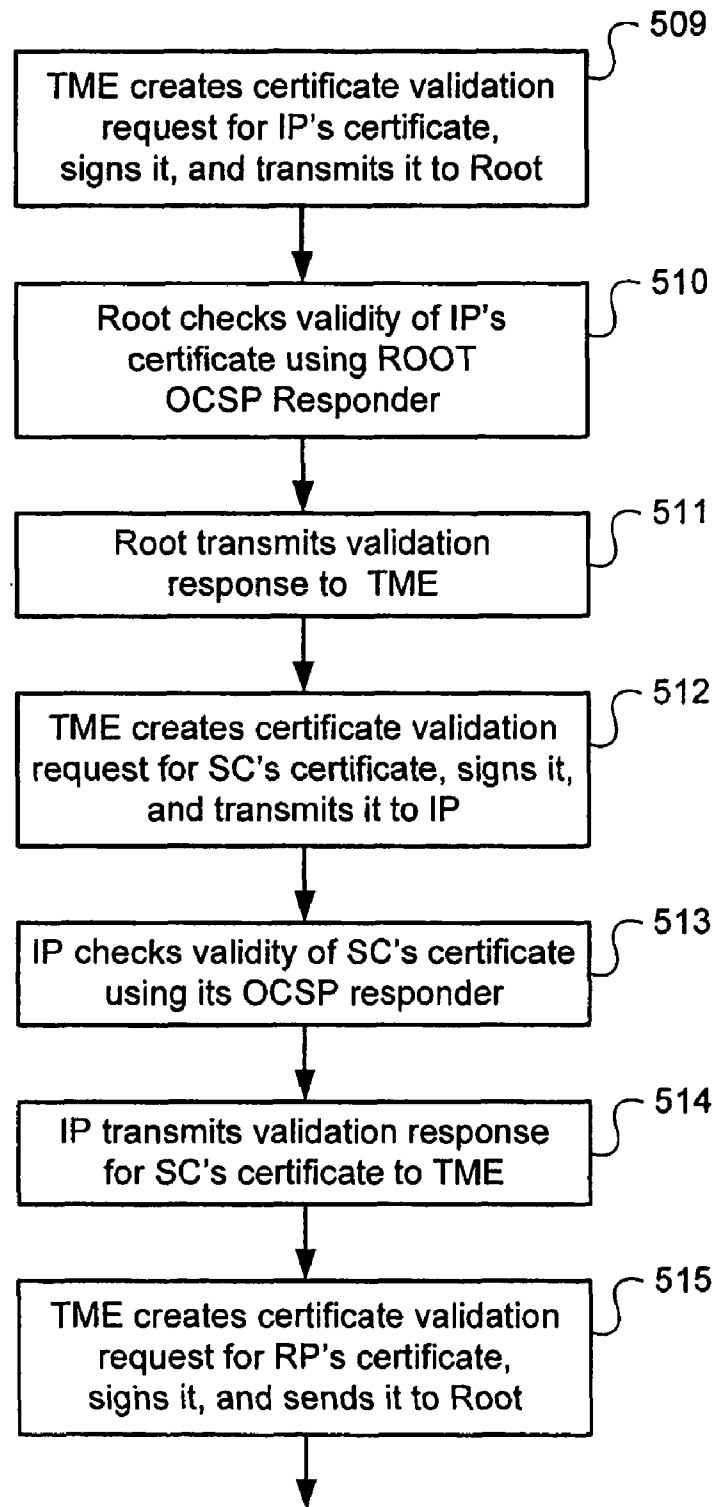 509
TME creates certificate validation
request for IP's certificate,
signs it, and transmits it to Root
510
Root checks validity of IP's
certificate using ROOT
OCSP Responder
511
Root transmits validation
response to TME
512
TME creates certificate validation
request for SC's certificate, signs it,
and transmits it to IP
513
IP checks validity of SC's certificate
using its OCSP responder
514
IP transmits validation response
for SC's certificate to TME
515
TME creates certificate validation
request for RP's certificate,
signs it, and sends it to Root